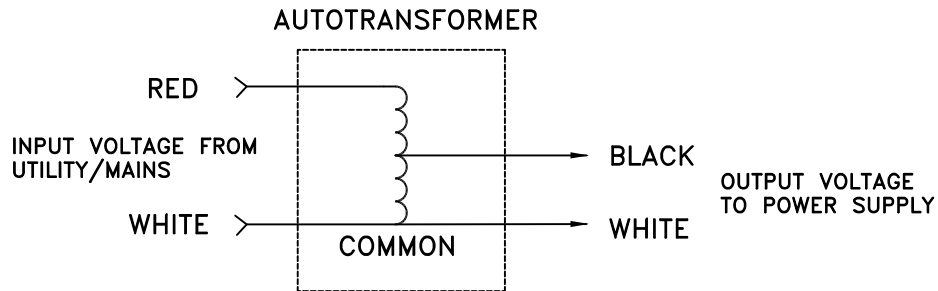 AUTOTRANSFORMER
RED
INPUT VOLTAGE FROM
UTILITY/MAINS
WHITE
COMMON
BLACK
OUTPUT VOLTAGE
TO POWER SUPPLY
WHITE